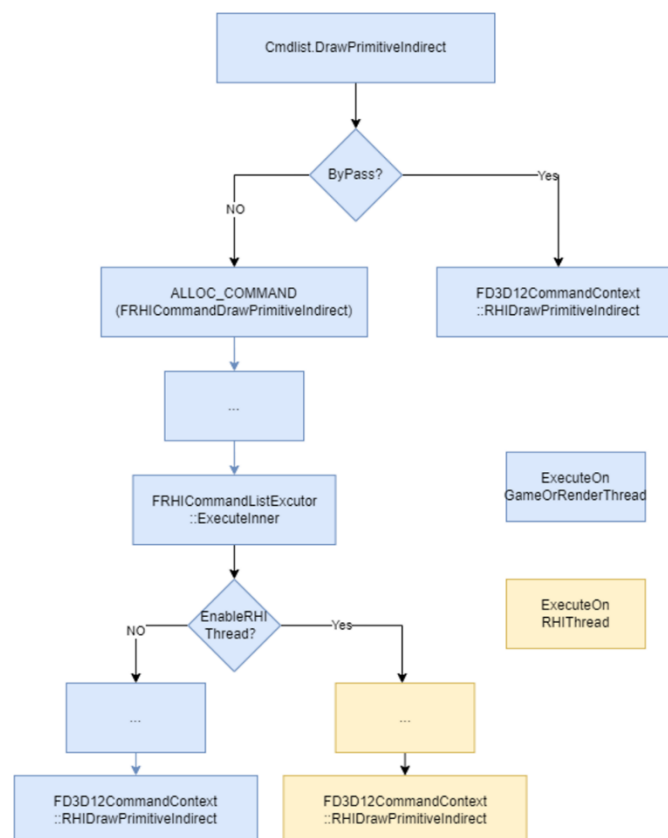 Cmdlist.DrawPrimitiveIndirect
ByPass?
NO
Yes
ALLOC_COMMAND
(FRHICommandDrawPrimitiveIndirect)
FD3D12CommandContext
::RHIDrawPrimitiveIndirect
...
FRHICommandListExcutor
::ExecuteInner
ExecuteOn
GameOrRenderThread
EnableRHI
Thread?
NO
Yes
ExecuteOn
RHIThread
...
...
FD3D12CommandContext
::RHIDrawPrimitiveIndirect
FD3D12CommandContext
::RHIDrawPrimitiveIndirect